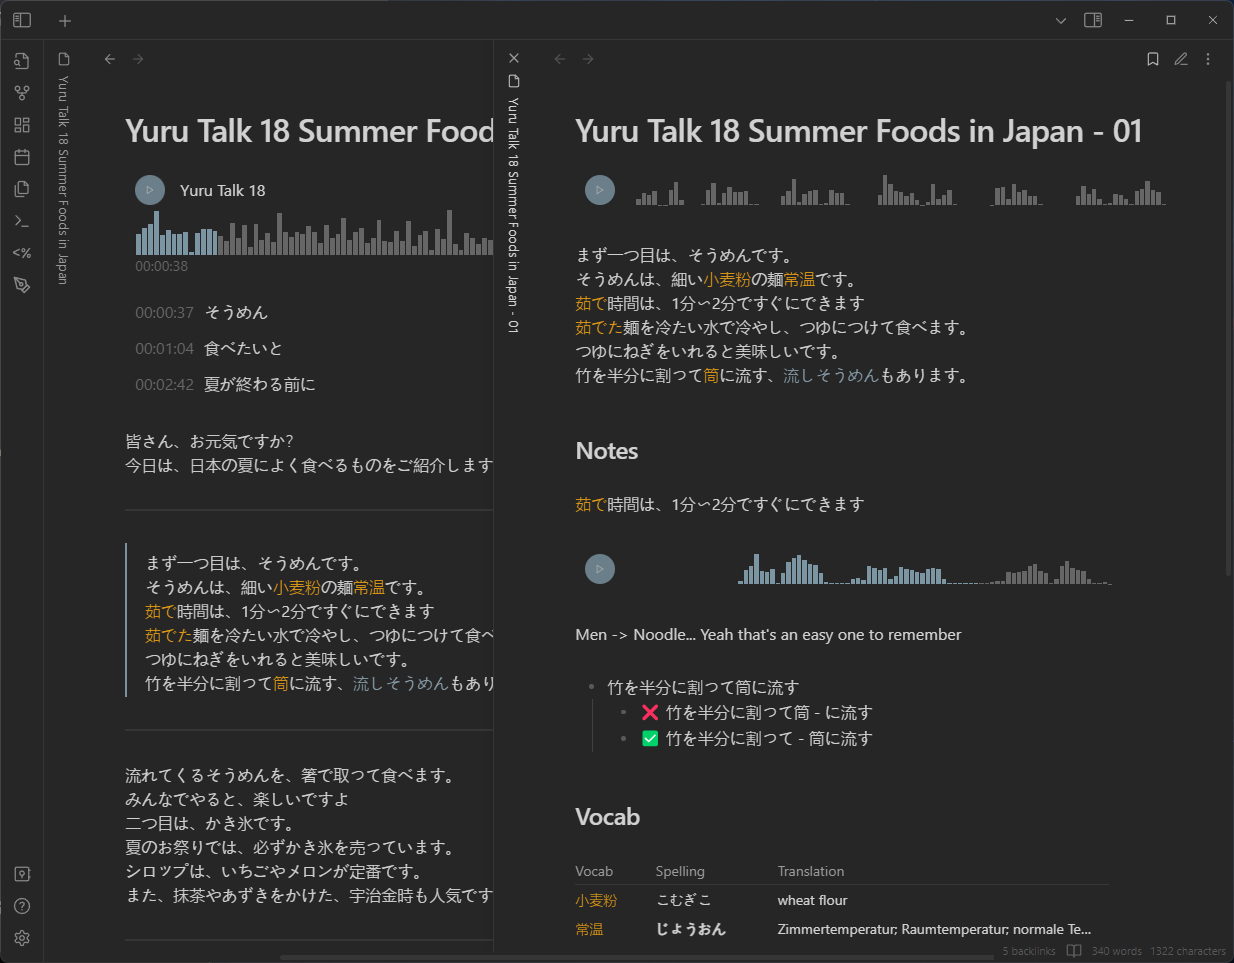 Yuru Talk 18 Summer Foods in Japan
Yuru Talk 18 Summer Food
Yuru Talk 18
00:00:38
00:00:37 そうめん
00:01:04 食べたいと
00:02:42 夏が終わる前に
皆さん、お元気ですか？
今日は、日本の夏によく食べるものをご紹介します
まず一つ目は、そうめんです。
そうめんは、細い小麦粉の麺常温です。
茹で時間は、1分〜2分ですぐにできます
茹でた麺を冷たい水で冷やし、つゆにつけて食べ
つゆにねぎをいれると美味しいです。
竹を半分に割つて筒に流す、流しそうめんもあり
流れてくるそうめんを、箸で取つて食べます。
みんなでやると、楽しいですよ
二つ目は、かき氷です。
夏のお祭りでは、必ずかき氷を売つています。
シロツプは、いちごやメロンが定番です。
また、抹茶やあずきをかけた、宇治金時も人気です
Yuru Talk 18 Summer Foods in Japan - 01
Yuru Talk 18 Summer Foods in Japan - 01
まず一つ目は、そうめんです。
そうめんは、細い小麦粉の麺常温です。
茹で時間は、1分〜2分ですぐにできます
茹でた麺を冷たい水で冷やし、つゆにつけて食べます。
つゆにねぎをいれると美味しいです。
竹を半分に割つて筒に流す、流しそうめんもあります。
Notes
茹で時間は、1分〜2分ですぐにできます
Men -> Noodle... Yeah that's an easy one to remember
竹を半分に割つて筒に流す
❌ 竹を半分に割つて筒 - に流す
✅ 竹を半分に割つて - 筒に流す
Vocab
Vocab Spelling Translation
小麦粉 こむぎこ wheat flour
常温 じょうおん Zimmertemperatur; Raumtemperatur; normale Te...
5 backlinks 340 words 1322 characters